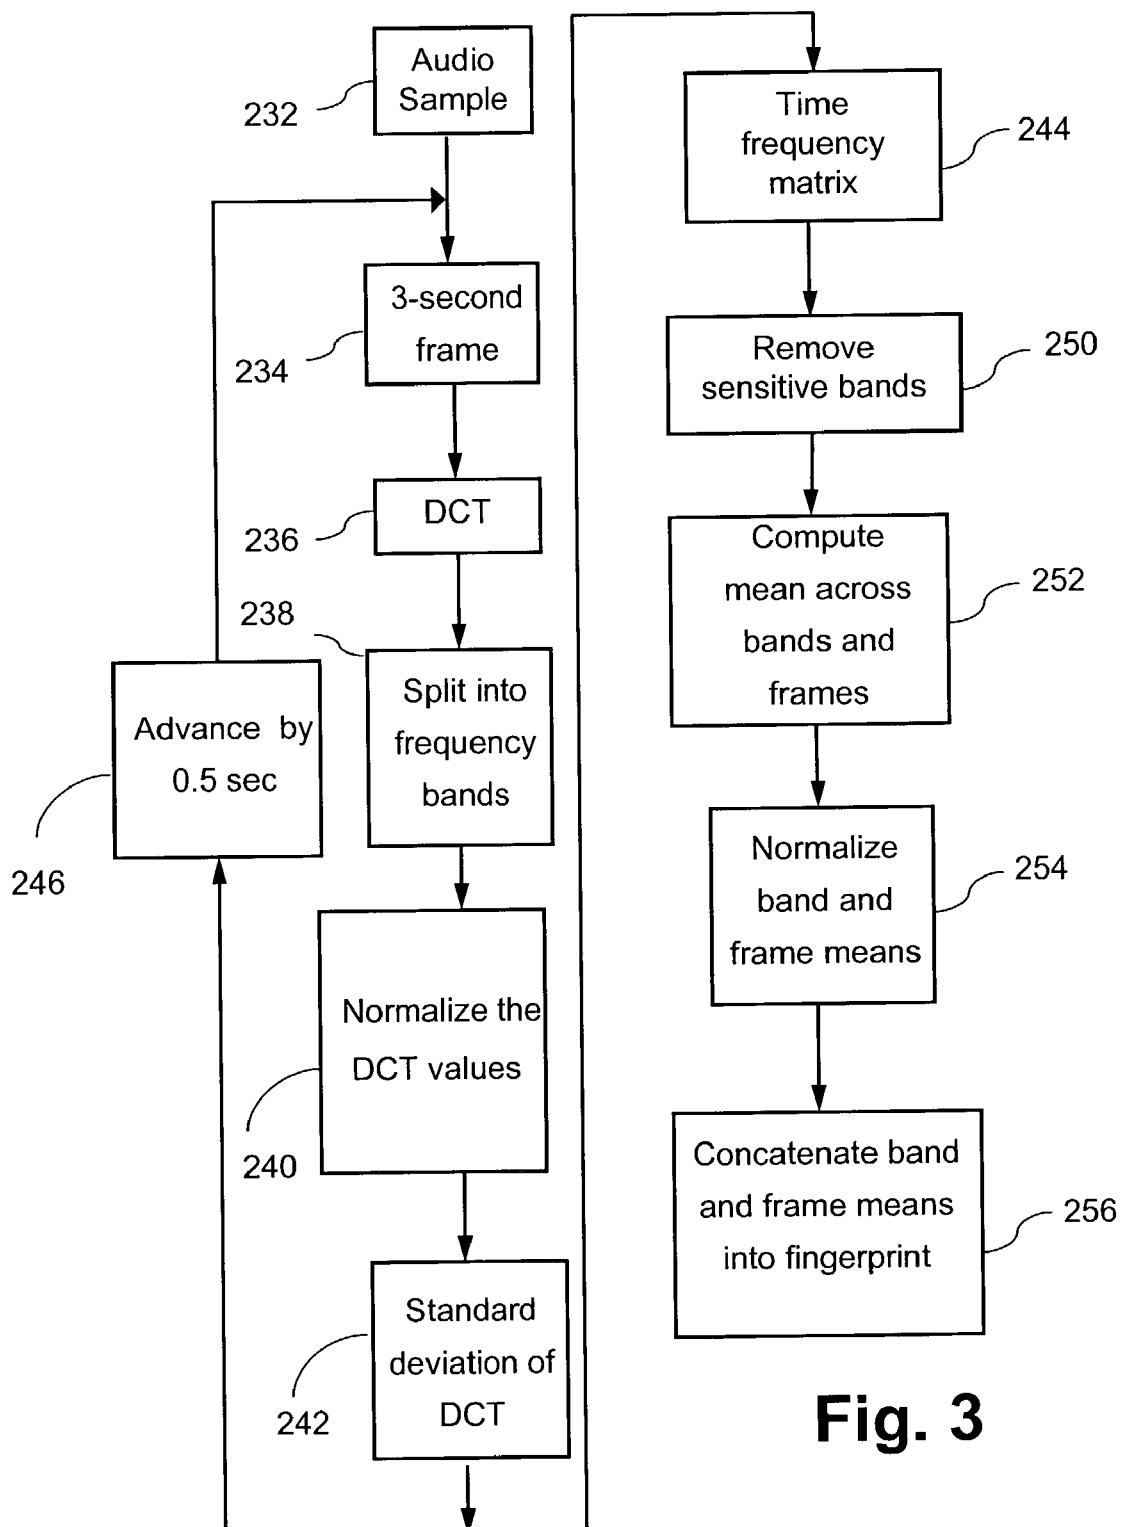 Audio
Sample
232
3-second
frame
234
DCT
236
238
Split into
frequency
bands
Advance by
0.5 sec
246
Normalize the
DCT values
240
Standard
deviation of
DCT
242
Time
frequency
matrix
244
Remove
sensitive bands
250
Compute
mean across
bands and
frames
252
Normalize
band and
frame means
254
Concatenate band
and frame means
into fingerprint
256
Fig. 3